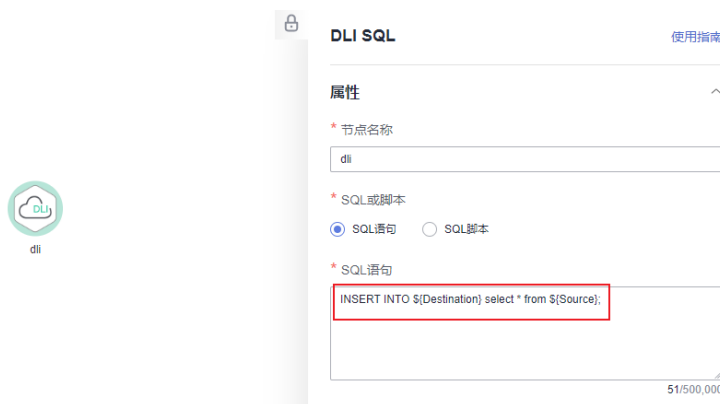 DLI SQL
使用指南
属性
* 节点名称
dli
* SQL或脚本
SQL语句 SQL脚本
DLI
dli
* SQL语句
INSERT INTO ${Destination} select * from ${Source};
51/500,000